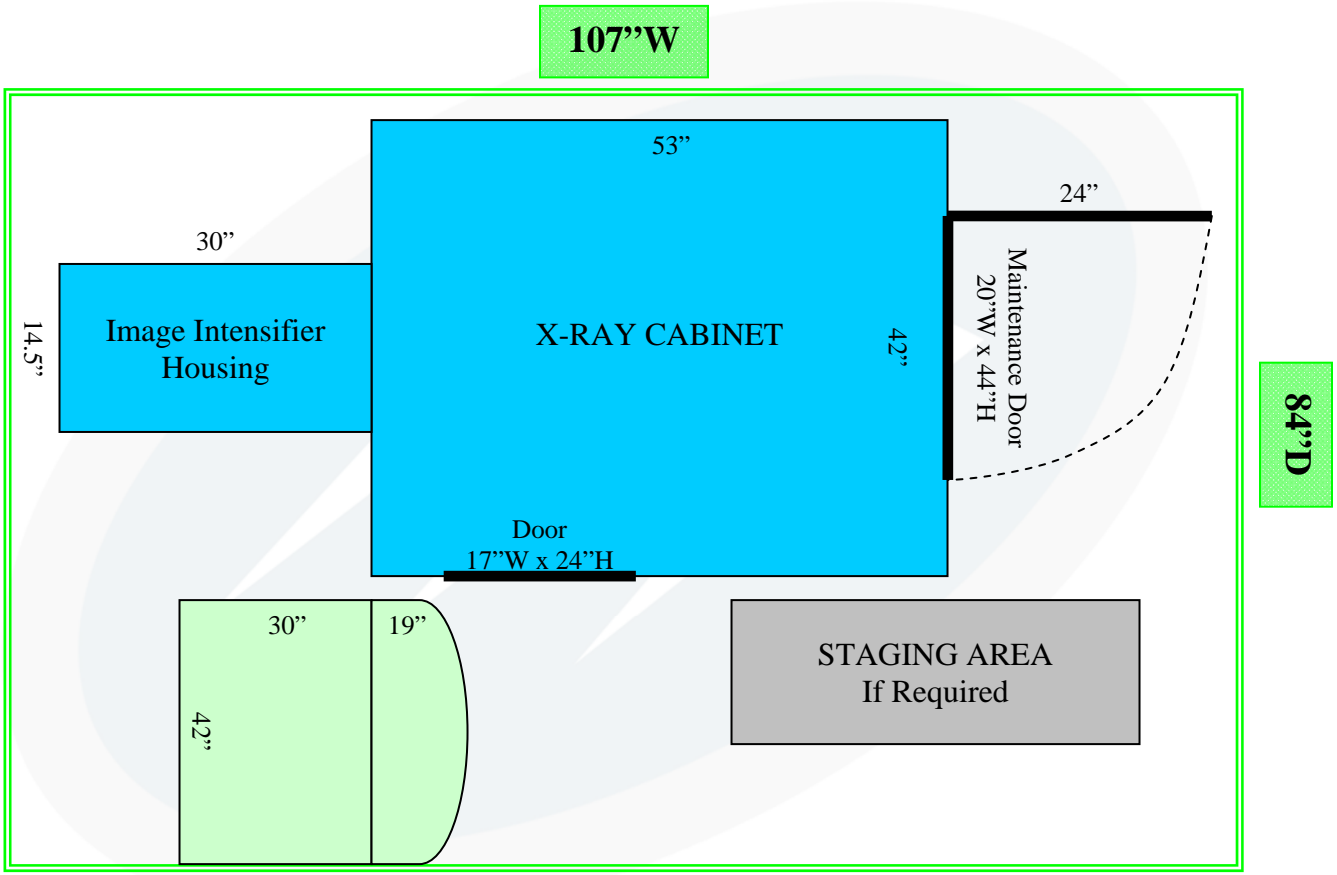 107”W
53”
24”
30”
Maintenance Door
20”W x 44”H
14.5”
Image Intensifier
Housing
X-RAY CABINET
42”
84”D
Door
17”W x 24”H
30”
19”
STAGING AREA
If Required
42”